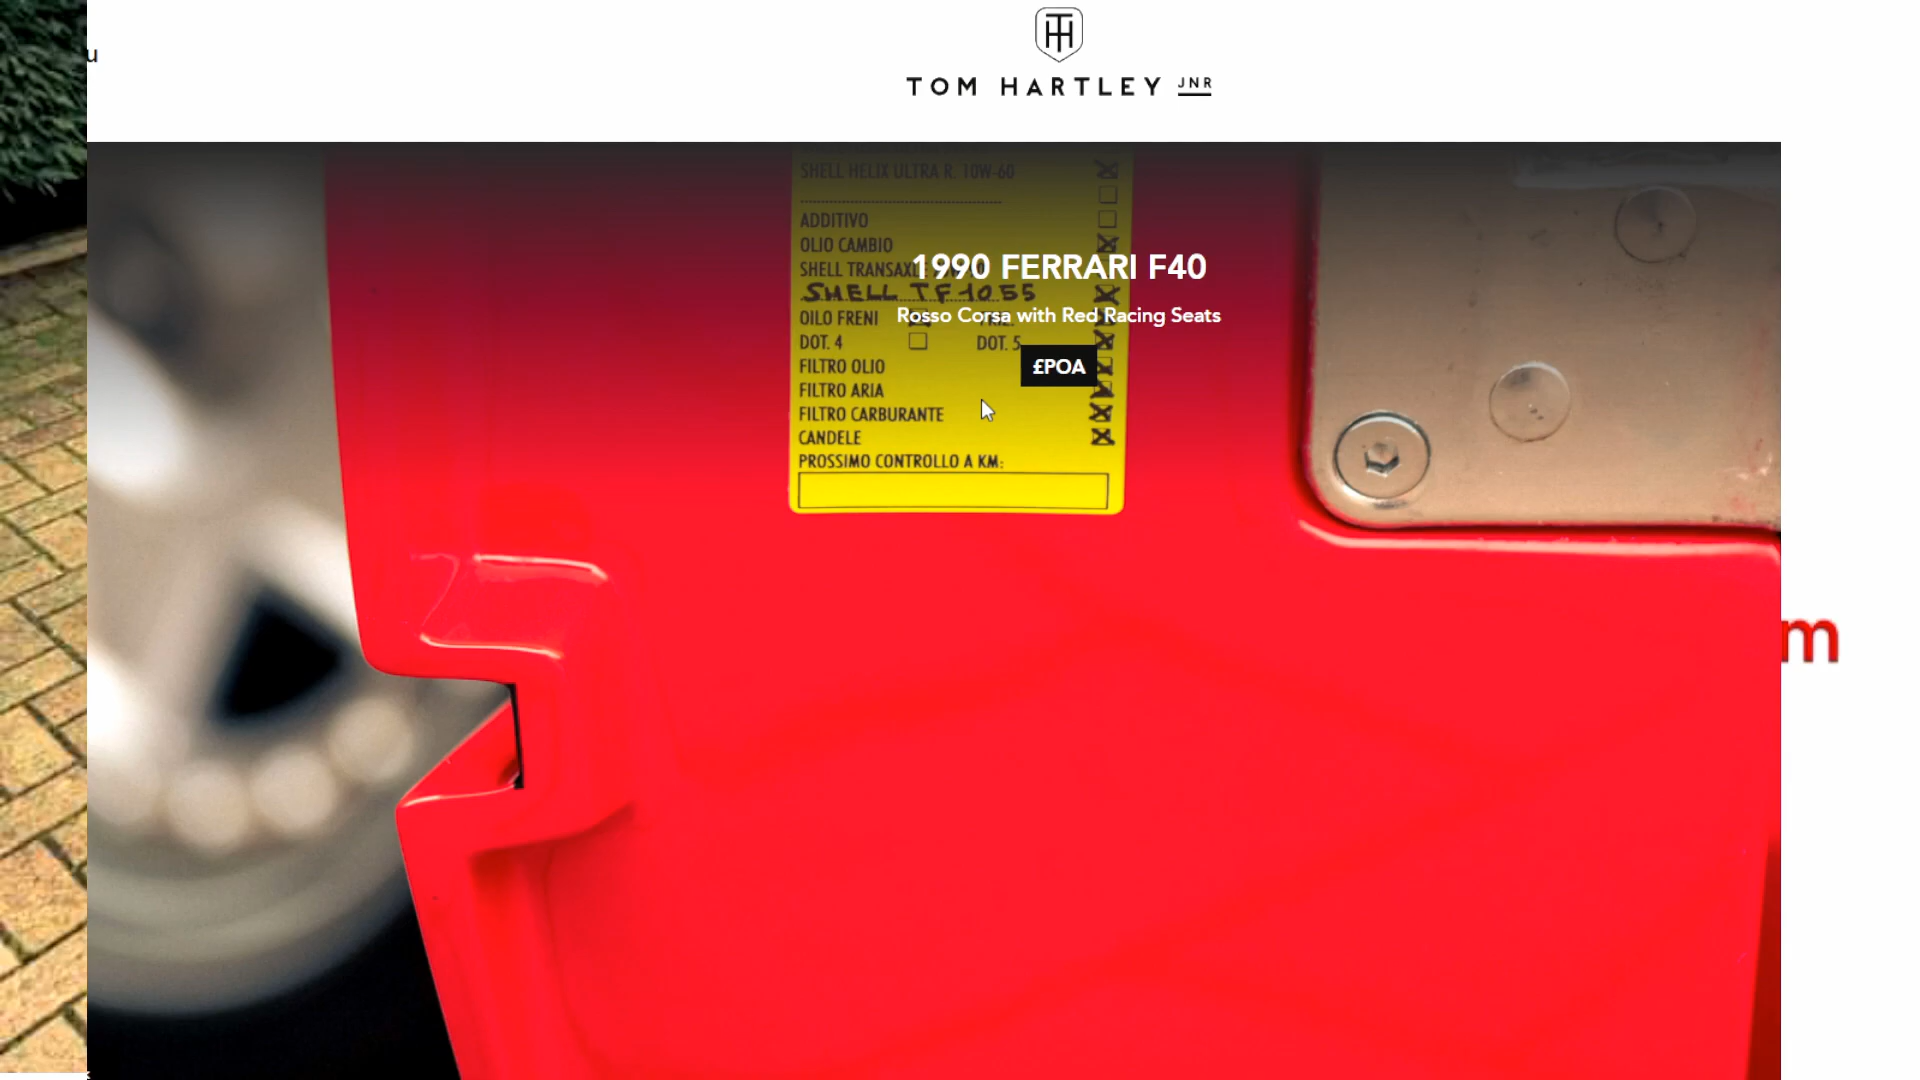 u
TH
TOM HARTLEY JNR
SHELL HELIX ULTRA R. 10W-60
ADDITIVO
OLIO CAMBIO
1990 FERRARI F40
SHELL TRANSAXLE
SHELL TF 1055
Rosso Corsa with Red Racing Seats
OILO FRENI
DOT. 4 DOT. 5
£POA
FILTRO OLIO
FILTRO ARIA
FILTRO CARBURANTE
CANDELE
PROSSIMO CONTROLLO A KM:
m